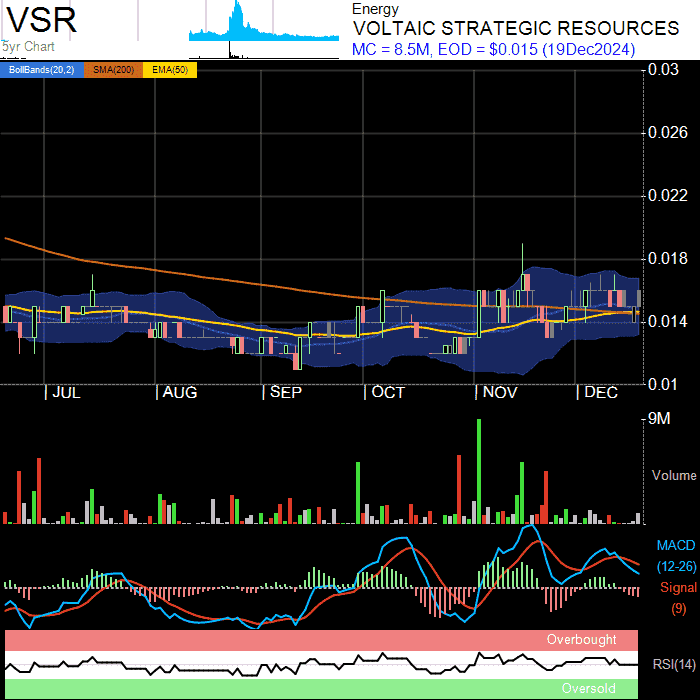 VSR
5yr Chart
Energy
VOLTAIC STRATEGIC RESOURCES
MC = 8.5M, EOD = $0.015 (19Dec2024)
BollBands(20,2) SMA(200) EMA(50)
0.03
0.026
0.022
0.018
0.014
0.01
JUL AUG SEP OCT NOV DEC
9M
Volume
MACD
(12-26)
Signal
(9)
Overbought
RSI(14)
Oversold